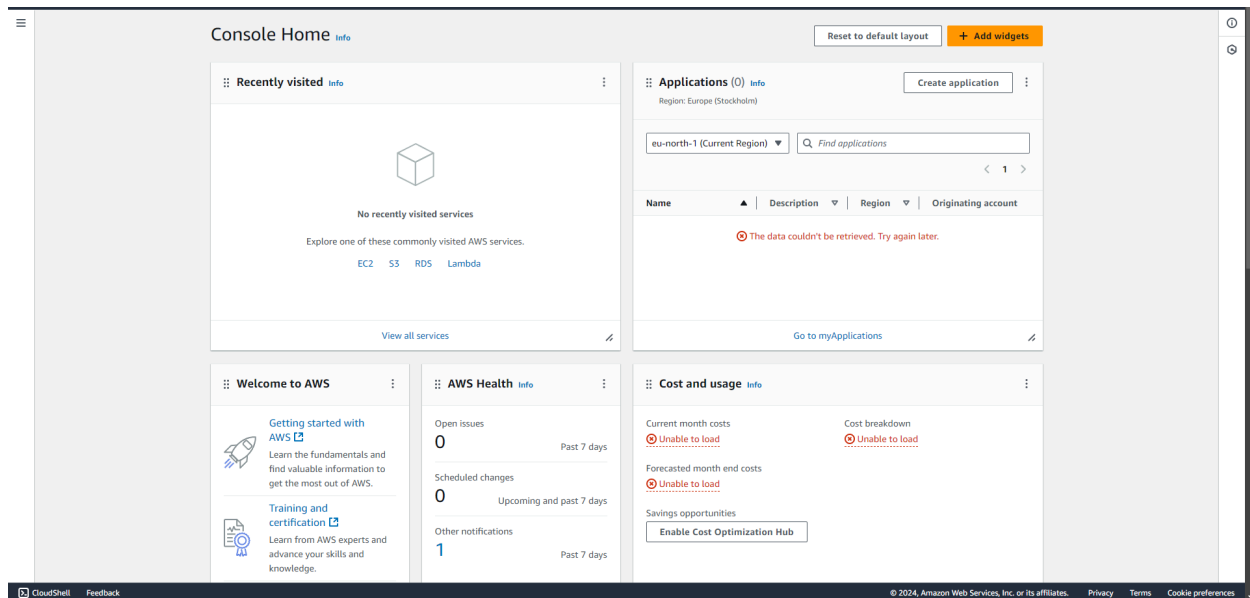 Console Home Info
Reset to default layout
+ Add widgets
Recently visited Info
No recently visited services
Explore one of these commonly visited AWS services.
EC2 S3 RDS Lambda
View all services
Applications (0) Info
Region: Europe (Stockholm)
Create application
eu-north-1 (Current Region)
Find applications
1
Name Description Region Originating account
The data couldn't be retrieved. Try again later.
Go to myApplications
Welcome to AWS
Getting started with
AWS
Learn the fundamentals and
find valuable information to
get the most out of AWS.
Training and
certification
Learn from AWS experts and
advance your skills and
knowledge.
AWS Health Info
Open issues
0 Past 7 days
Scheduled changes
0 Upcoming and past 7 days
Other notifications
1 Past 7 days
Cost and usage Info
Current month costs
Unable to load
Forecasted month end costs
Unable to load
Cost breakdown
Unable to load
Savings opportunities
Enable Cost Optimization Hub
CloudShell Feedback
© 2024, Amazon Web Services, Inc. or its affiliates. Privacy Terms Cookie preferences